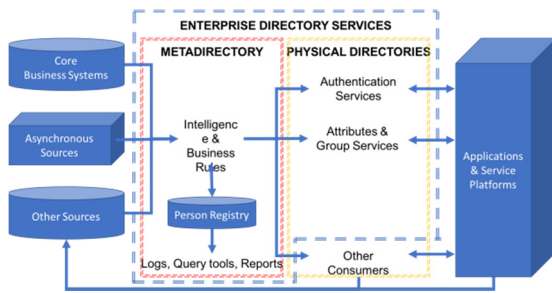 ENTERPRISE DIRECTORY SERVICES
METADIRECTORY
PHYSICAL DIRECTORIES
Core
Business Systems
Asynchronous
Sources
Other Sources
Intelligenc
e &
Business
Rules
Person Registry
Logs, Query tools, Reports
Authentication
Services
Attributes &
Group Services
Other
Consumers
Applications
& Service
Platforms